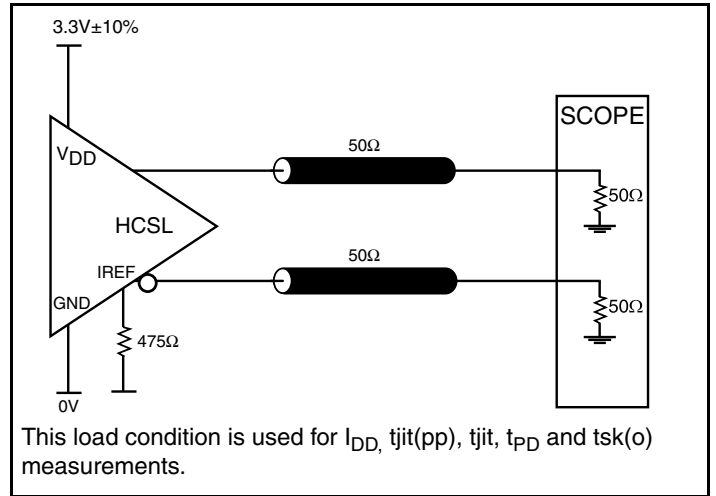 3.3V±10%
SCOPE
VDD
50Ω
50Ω
HCSL
IREF
50Ω
GND
50Ω
475Ω
0V
This load condition is used for IDD, tjit(pp), tjit, tPD and tsk(o)
measurements.